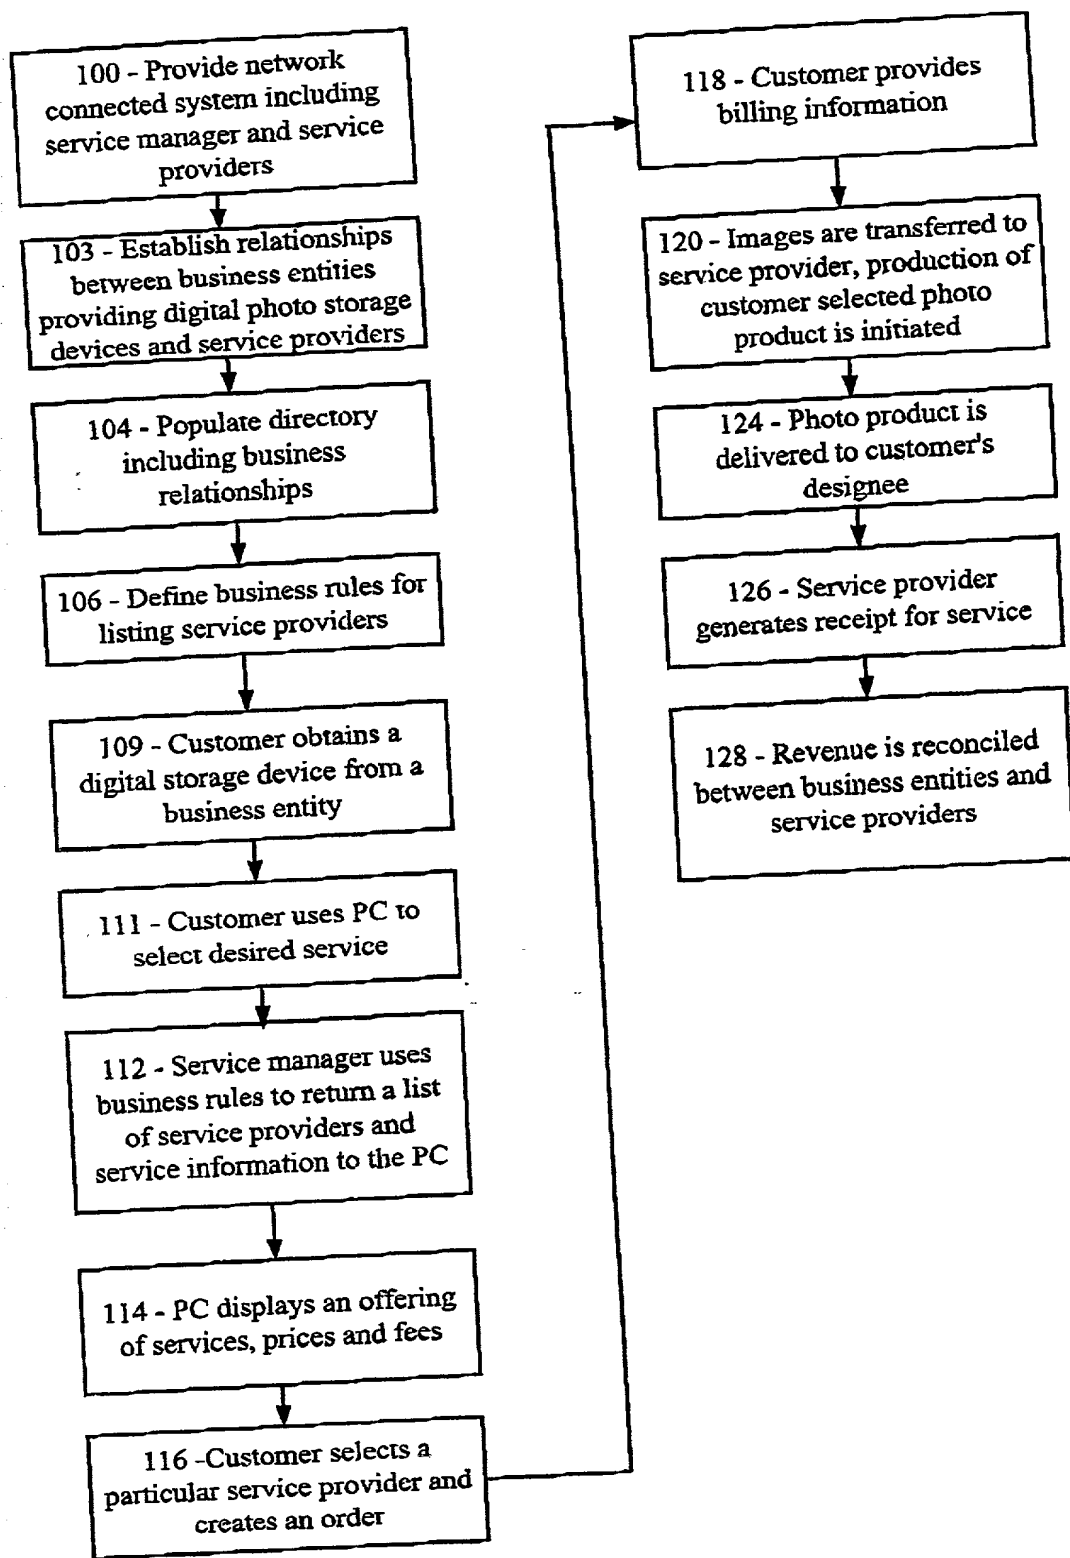 100 - Provide network
connected system including
service manager and service
providers
103 - Establish relationships
between business entities
providing digital photo storage
devices and service providers
104 - Populate directory
including business
relationships
106 - Define business rules for
listing service providers
109 - Customer obtains a
digital storage device from a
business entity
111 - Customer uses PC to
select desired service
112 - Service manager uses
business rules to return a list
of service providers and
service information to the PC
114 - PC displays an offering
of services, prices and fees
116 -Customer selects a
particular service provider and
creates an order
118 - Customer provides
billing information
120 - Images are transferred to
service provider, production of
customer selected photo
product is initiated
124 - Photo product is
delivered to customer's
designee
126 - Service provider
generates receipt for service
128 - Revenue is reconciled
between business entities and
service providers